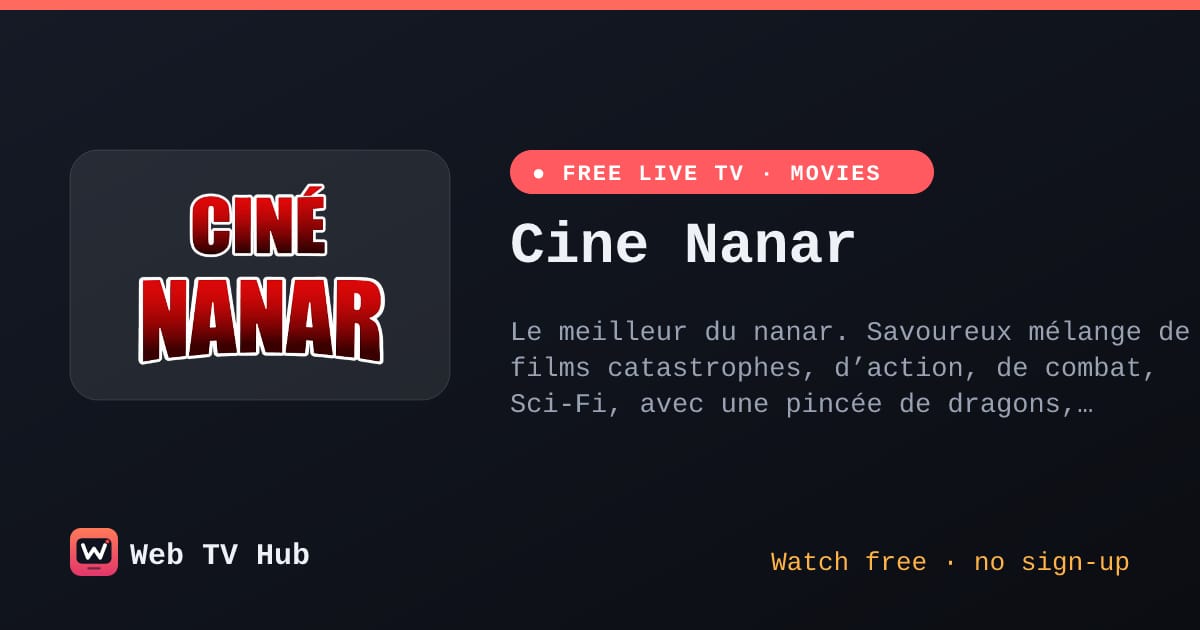 CINÉ
NANAR
• FREE LIVE TV · MOVIES
Cine Nanar
Le meilleur du nanar. Savoureux mélange de
films catastrophes, d’action, de combat,
Sci-Fi, avec une pincée de dragons,…
W
Web TV Hub
Watch free · no sign-up